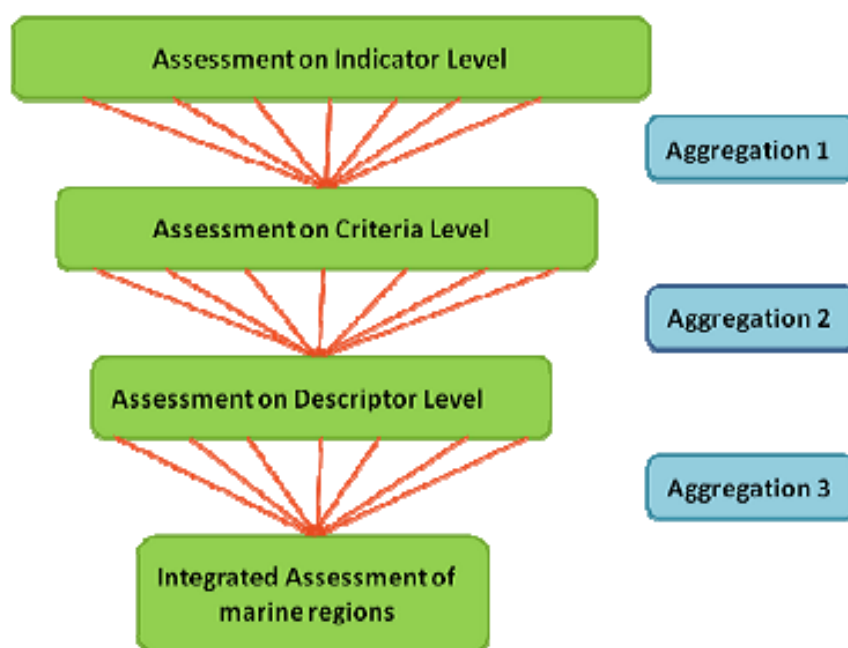 Assessment on Indicator Level
Aggregation 1
Assessment on Criteria Level
Aggregation 2
Assessment on Descriptor Level
Aggregation 3
Integrated Assessment of
marine regions